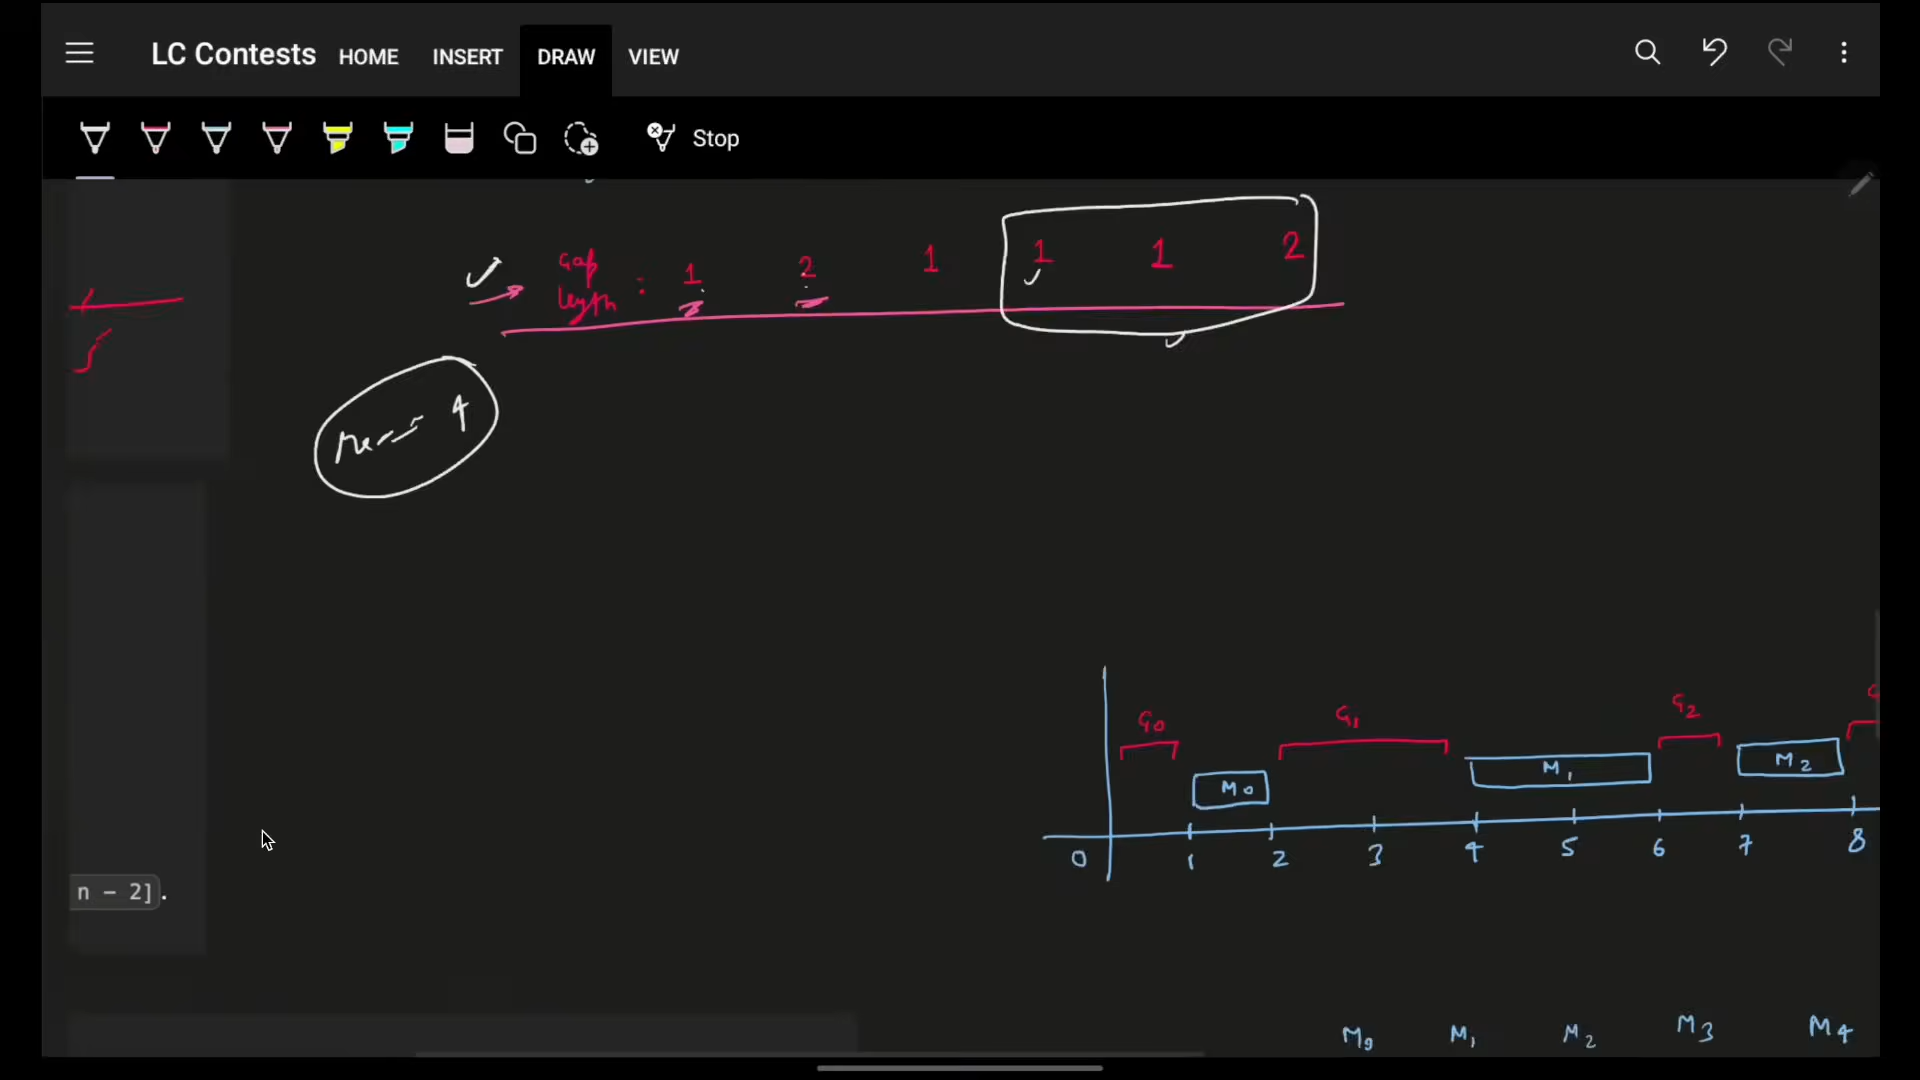 LC Contests HOME INSERT DRAW VIEW
Stop
Gap length : 1 2 1 1 1 2
4
G0 G1 G2
M0 M1 M2
0 1 2 3 4 5 6 7 8
n - 2].
M0 M1 M2 M3 M4